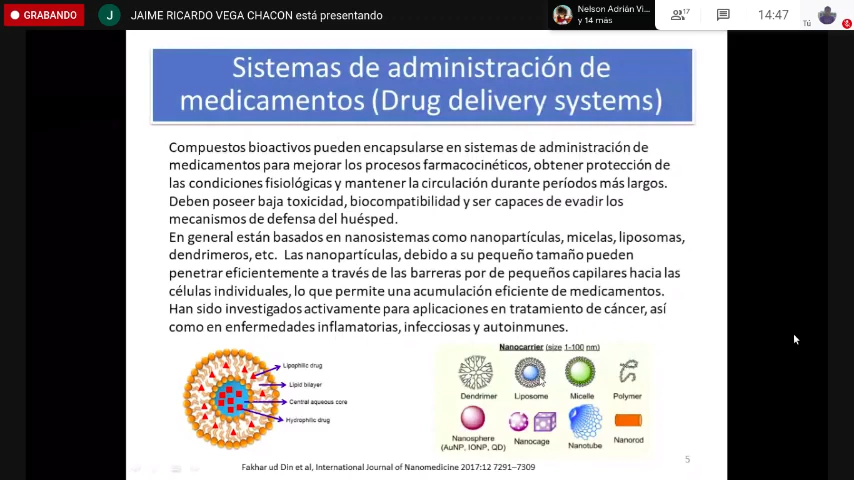 GRABANDO
J
JAIME RICARDO VEGA CHACON está presentando
Nelson Adrián Vi...
y 14 más
17
14:47
Tú
Sistemas de administración de
medicamentos (Drug delivery systems)
Compuestos bioactivos pueden encapsularse en sistemas de administración de
medicamentos para mejorar los procesos farmacocinéticos, obtener protección de
las condiciones fisiológicas y mantener la circulación durante períodos más largos.
Deben poseer baja toxicidad, biocompatibilidad y ser capaces de evadir los
mecanismos de defensa del huésped.
En general están basados en nanosistemas como nanopartículas, micelas, liposomas,
dendrimeros, etc. Las nanopartículas, debido a su pequeño tamaño pueden
penetrar eficientemente a través de las barreras por de pequeños capilares hacia las
células individuales, lo que permite una acumulación eficiente de medicamentos.
Han sido investigados activamente para aplicaciones en tratamiento de cáncer, así
como en enfermedades inflamatorias, infecciosas y autoinmunes.
Lipophilic drug
Lipid bilayer
Central aqueous core
Hydrophilic drug
Nanocarrier (size 1-100 nm)
Dendrimer
Liposome
Micelle
Polymer
Nanosphere
(AuNP, IONP, QD)
Nanocage
Nanotube
Nanorod
5
Fakhar ud Din et al, International Journal of Nanomedicine 2017:12 7291–7309